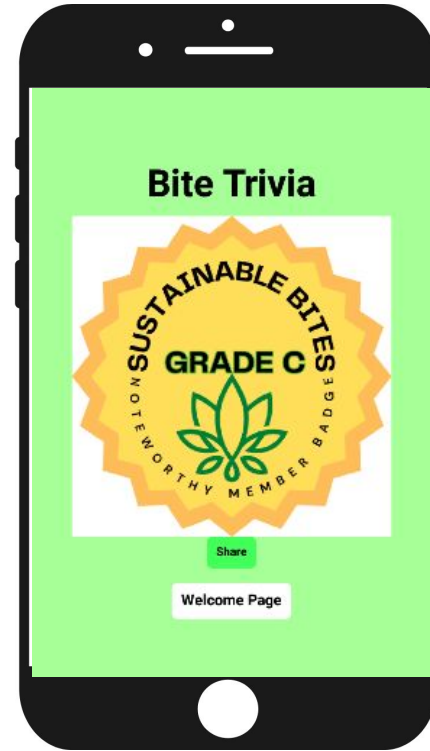 Bite Trivia
SUSTAINABLE BITES
GRADE C
NOTEWORTHY MEMBER BADGE
Share
Welcome Page